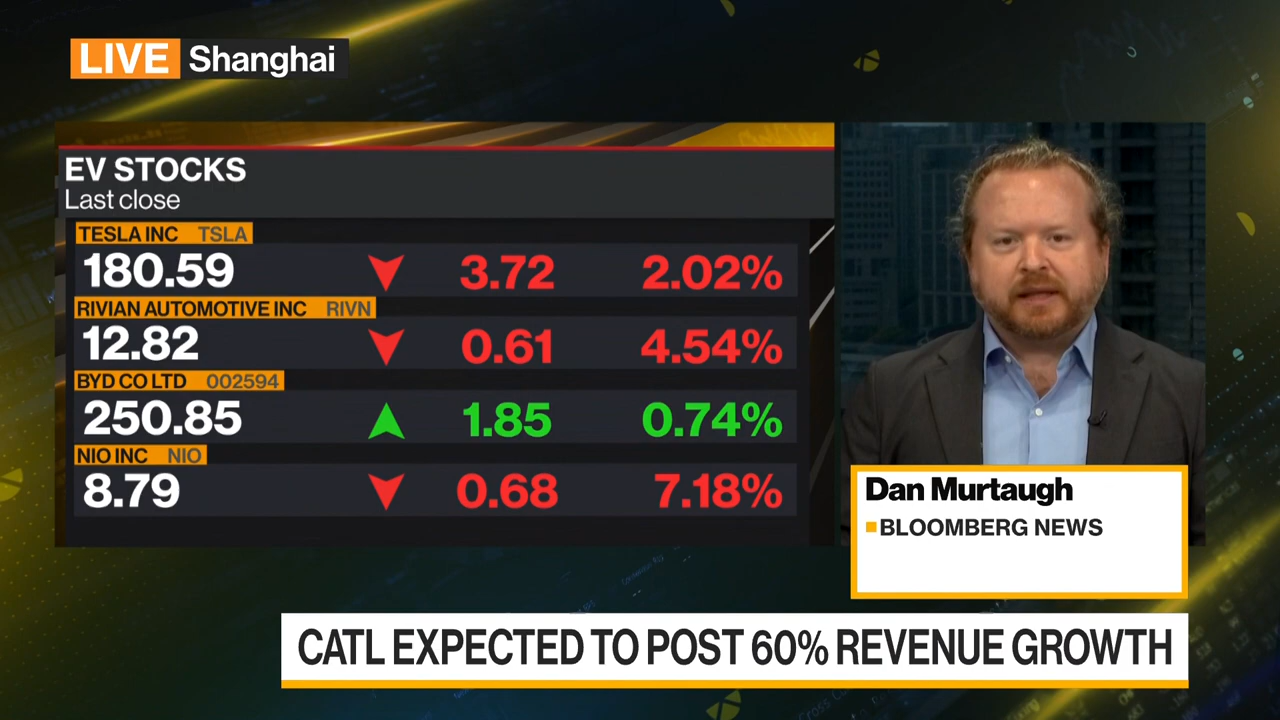 LIVE Shanghai
EV STOCKS
Last close
TESLA INC TSLA
180.59 ▼ 3.72 2.02%
RIVIAN AUTOMOTIVE INC RIVN
12.82 ▼ 0.61 4.54%
BYD CO LTD 002594
250.85 ▲ 1.85 0.74%
NIO INC NIO
8.79 ▼ 0.68 7.18%
Dan Murtaugh
BLOOMBERG NEWS
CATL EXPECTED TO POST 60% REVENUE GROWTH